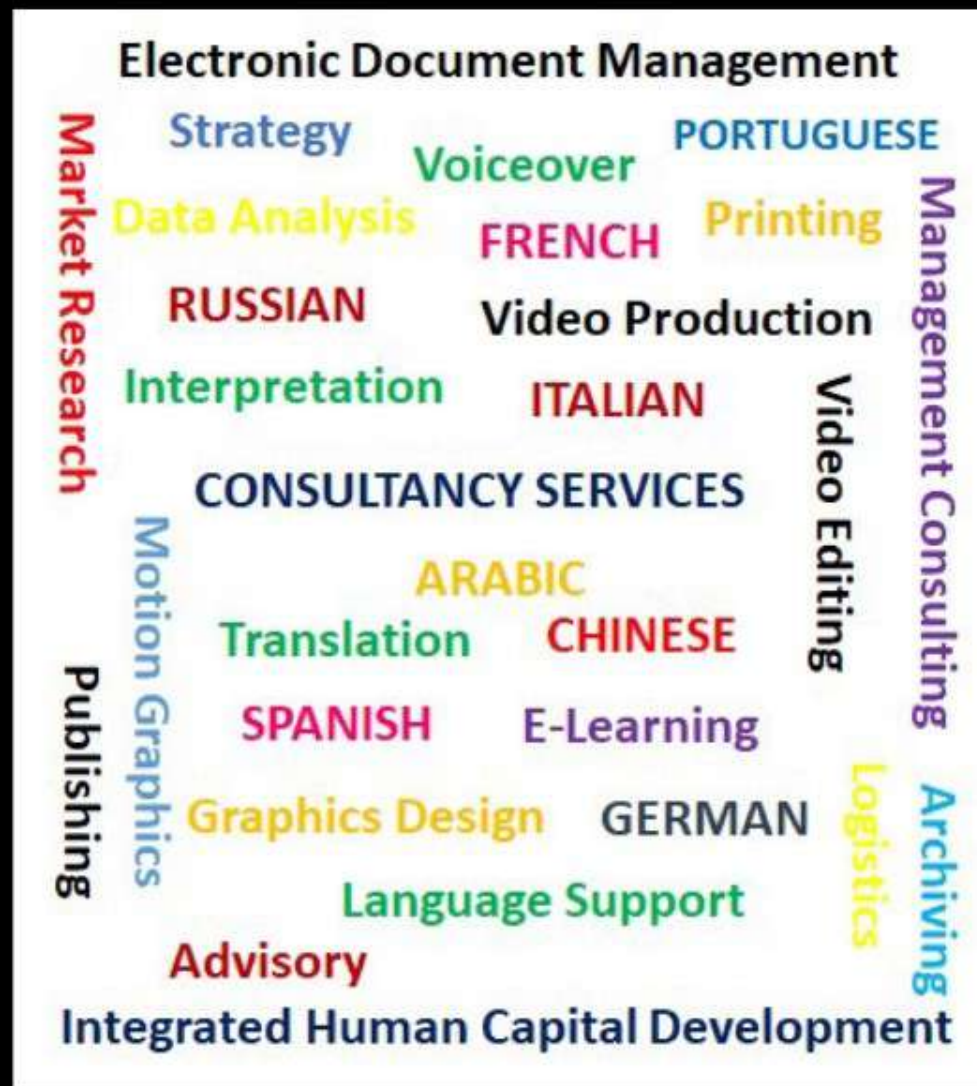 Electronic Document Management
Strategy
PORTUGUESE
Voiceover
Market Research
Data Analysis
Printing
FRENCH
Management Consulting
RUSSIAN
Video Production
Interpretation
ITALIAN
Video Editing
CONSULTANCY SERVICES
Motion Graphics
ARABIC
Translation
CHINESE
Publishing
SPANISH
E-Learning
Graphics Design
GERMAN
Logistics
Archiving
Language Support
Advisory
Integrated Human Capital Development